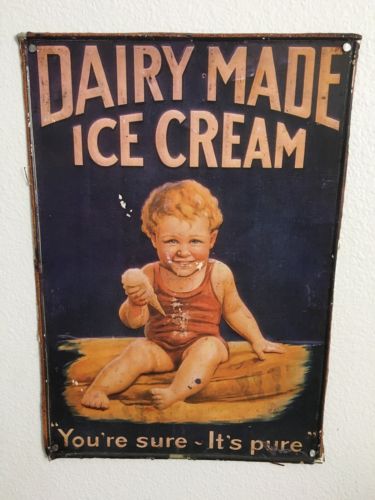 DAIRY MADE
ICE CREAM
"You're sure - It's pure"